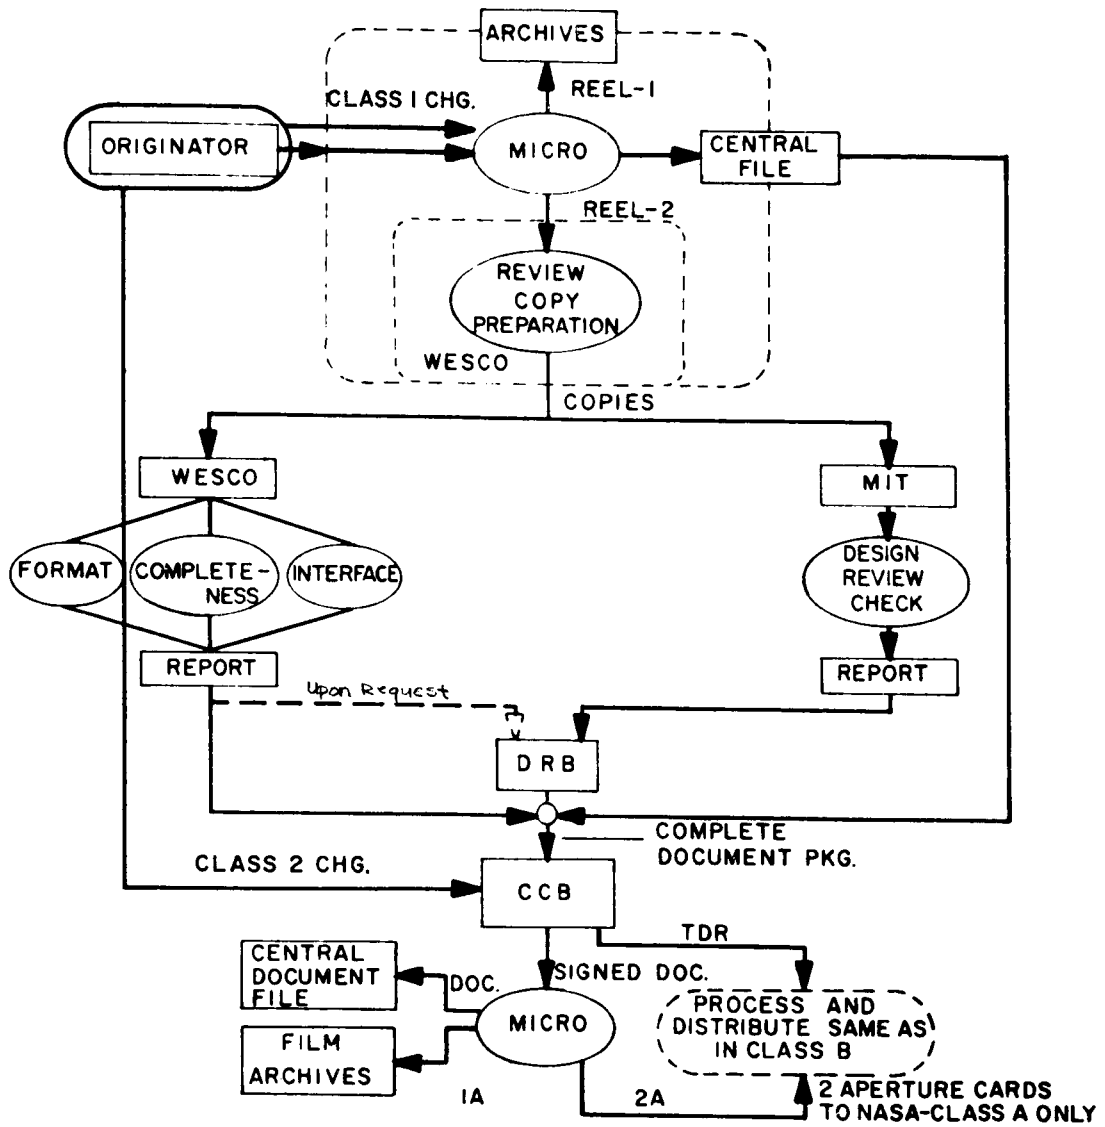 ARCHIVES
REEL-1
CLASS 1 CHG.
ORIGINATOR
MICRO
CENTRAL
FILE
REEL-2
REVIEW
COPY
PREPARATION
WESCO
COPIES
WESCO
MIT
FORMAT
COMPLETE-
NESS
INTERFACE
DESIGN
REVIEW
CHECK
REPORT
REPORT
Upon Request
DRB
COMPLETE
DOCUMENT PKG.
CLASS 2 CHG.
CCB
TDR
CENTRAL
DOCUMENT
FILE
DOC.
SIGNED DOC.
MICRO
PROCESS AND
DISTRIBUTE SAME AS
IN CLASS B
FILM
ARCHIVES
1A
2A
2 APERTURE CARDS
TO NASA-CLASS A ONLY